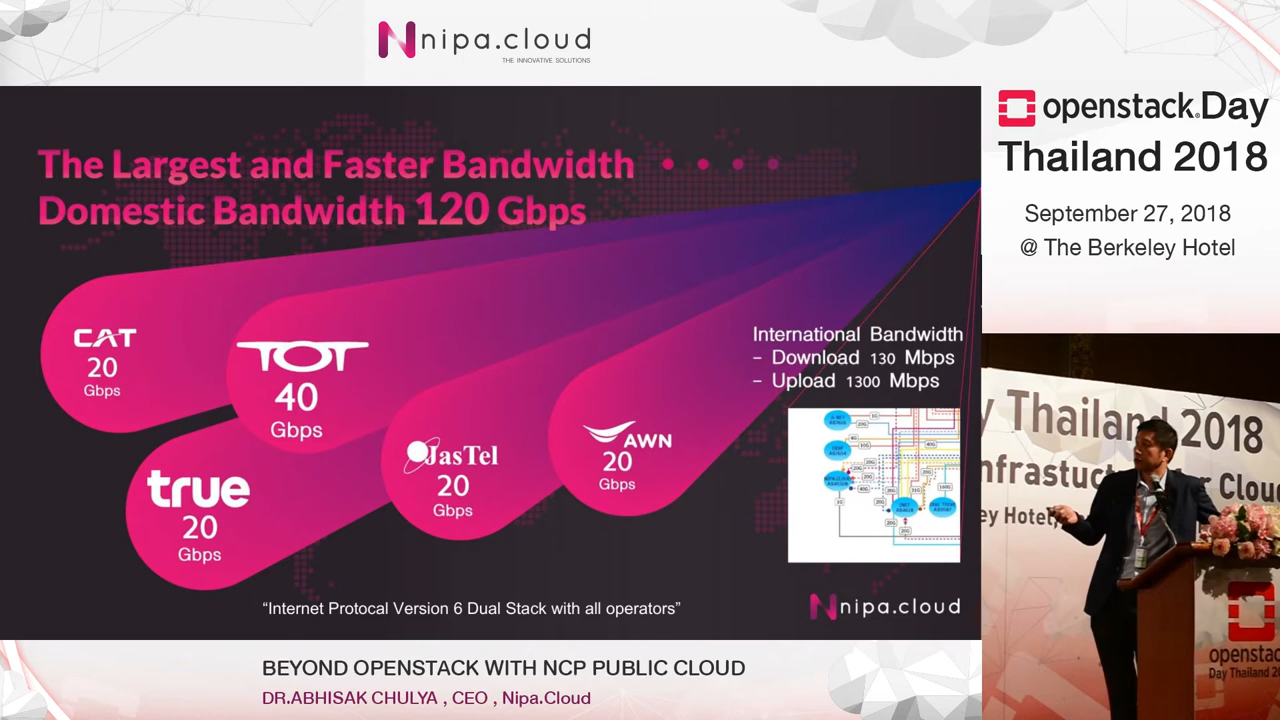 nipa.cloud
THE INNOVATIVE SOLUTIONS
openstack.Day
Thailand 2018
September 27, 2018
@ The Berkeley Hotel
The Largest and Faster Bandwidth
Domestic Bandwidth 120 Gbps
CAT
20
Gbps
TOT
40
Gbps
true
20
Gbps
JasTel
20
Gbps
AWN
20
Gbps
International Bandwidth
- Download 130 Mbps
- Upload 1300 Mbps
“Internet Protocal Version 6 Dual Stack with all operators”
nipa.cloud
y Thailand 2018
nfrastuct r Clou
ey Hotel
openstac
Day Thailand 20
BEYOND OPENSTACK WITH NCP PUBLIC CLOUD
DR.ABHISAK CHULYA , CEO , Nipa.Cloud